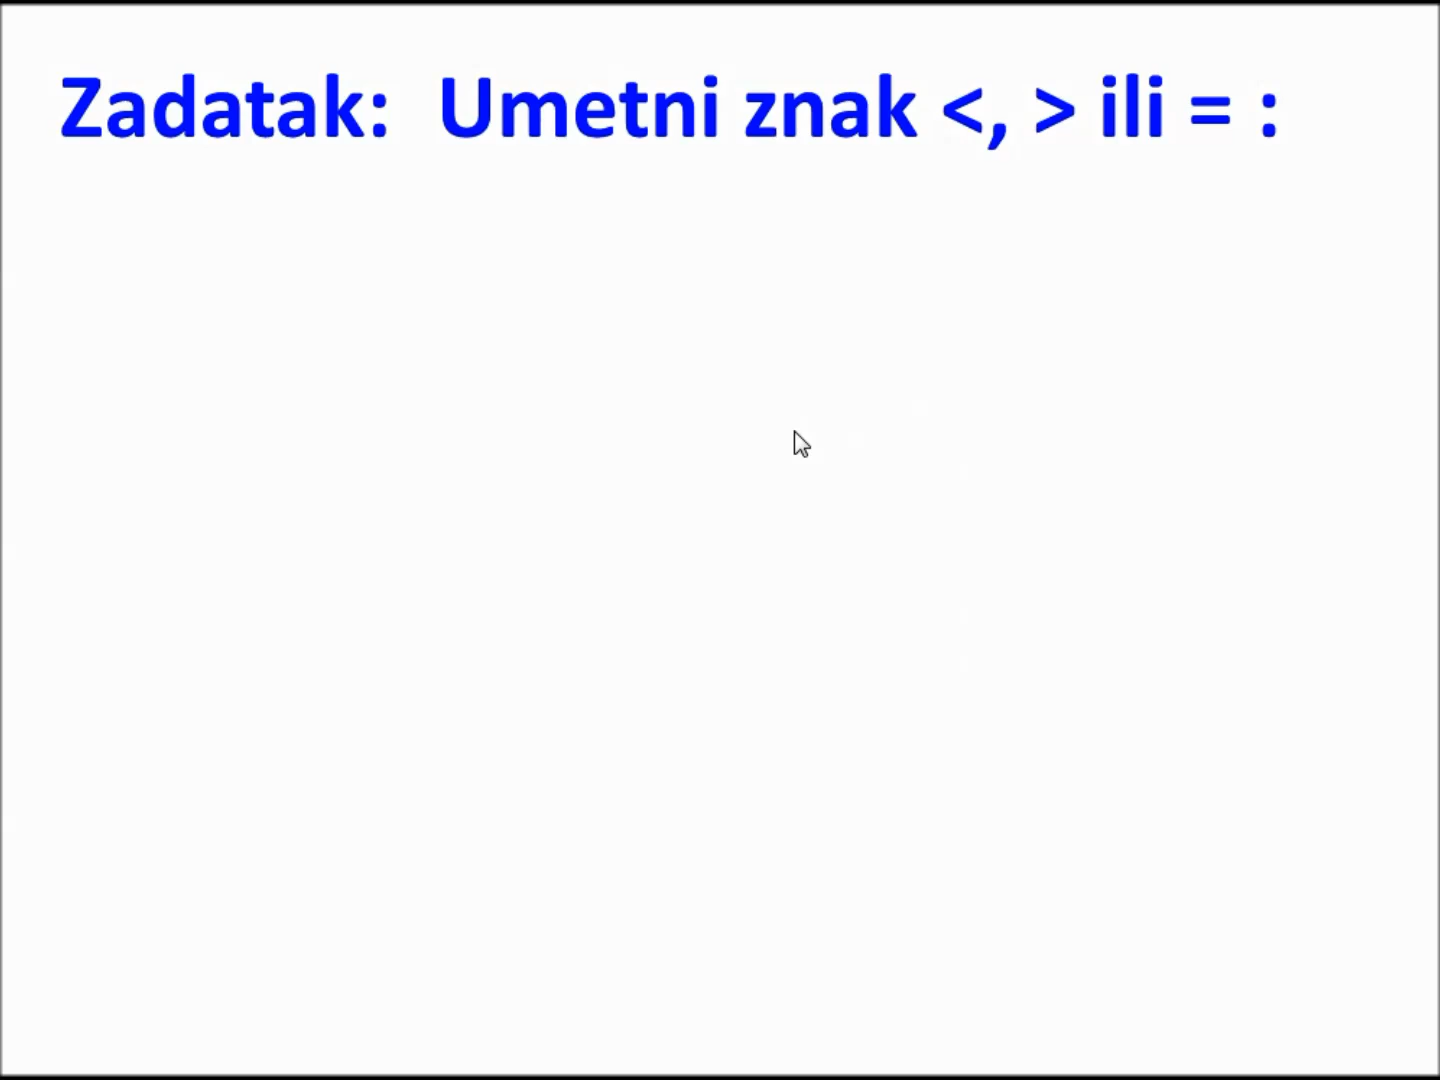 Zadatak: Umetni znak <, > ili = :